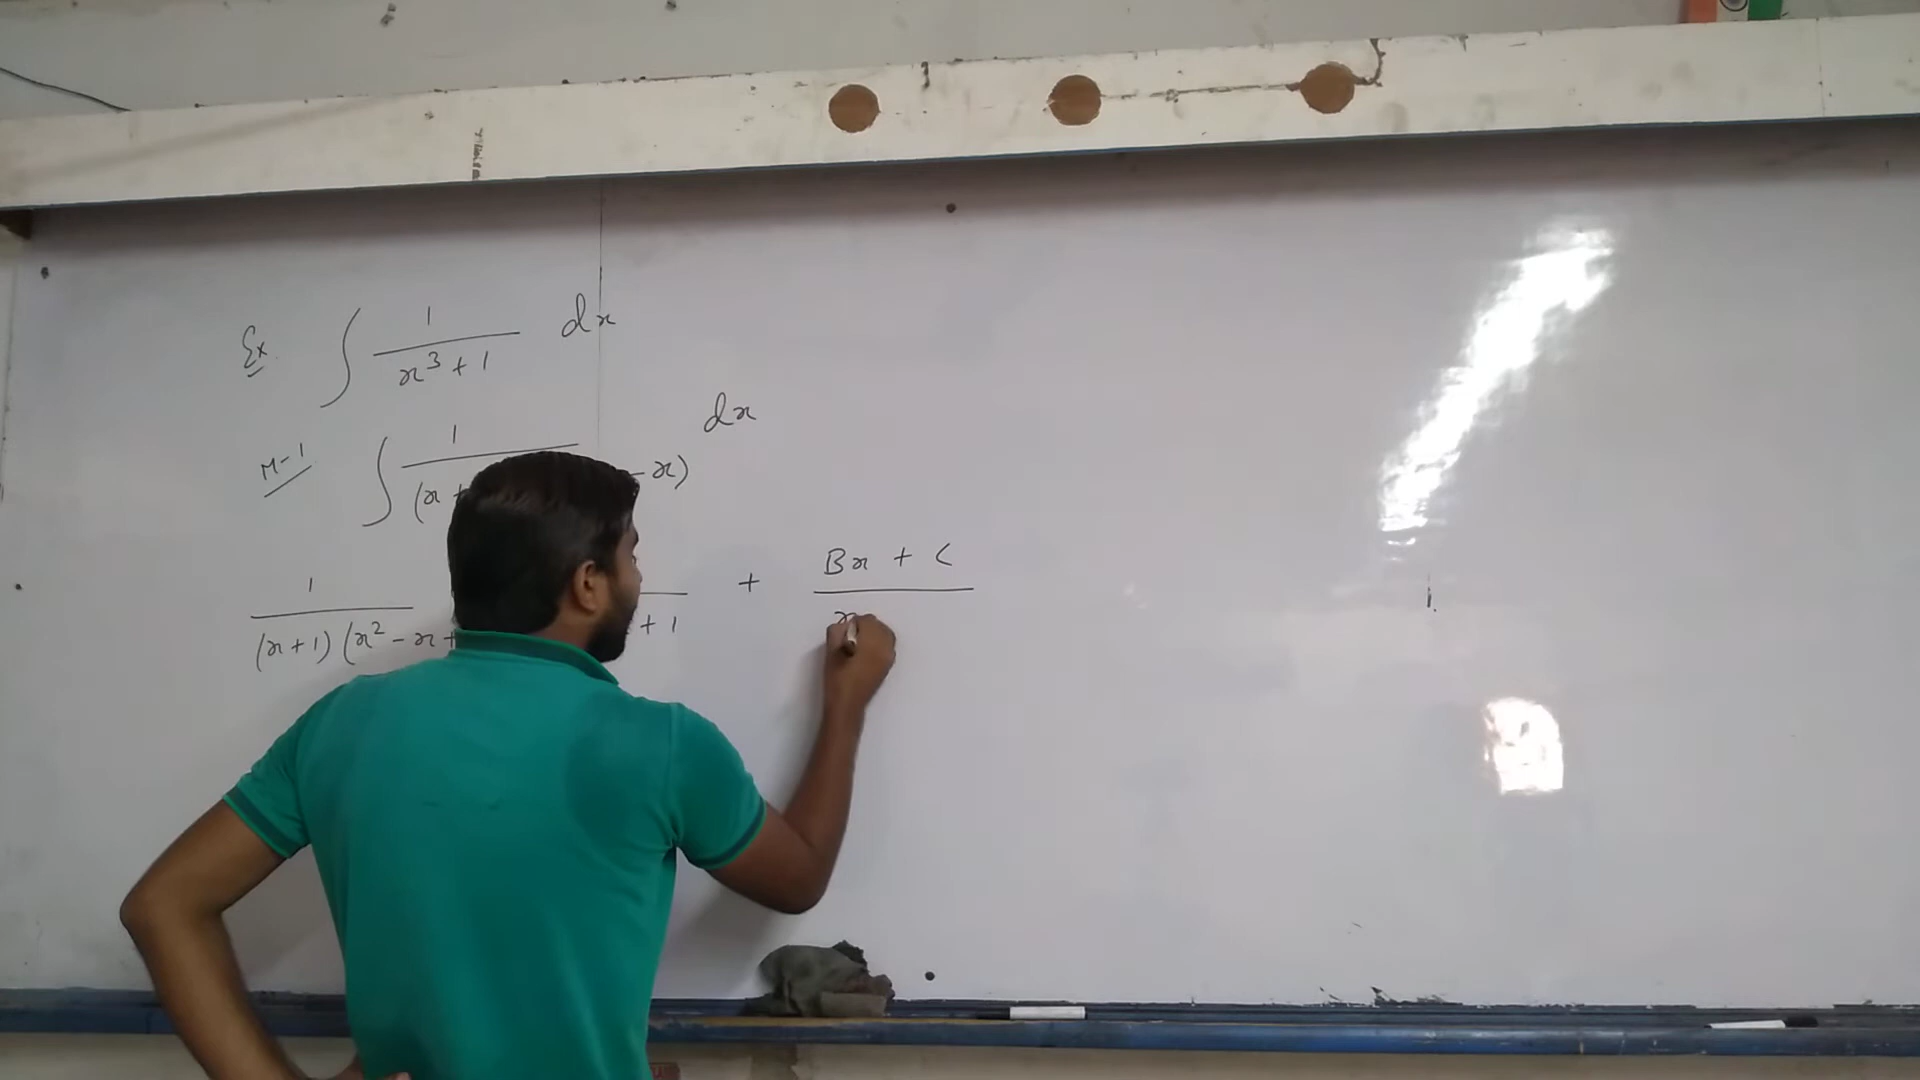 Ex ∫ 1/(x³ + 1) dx
M-1 ∫ 1/(x + - x) dx
1/((x + 1)(x² - x + + 1 + (Bx + C)/x